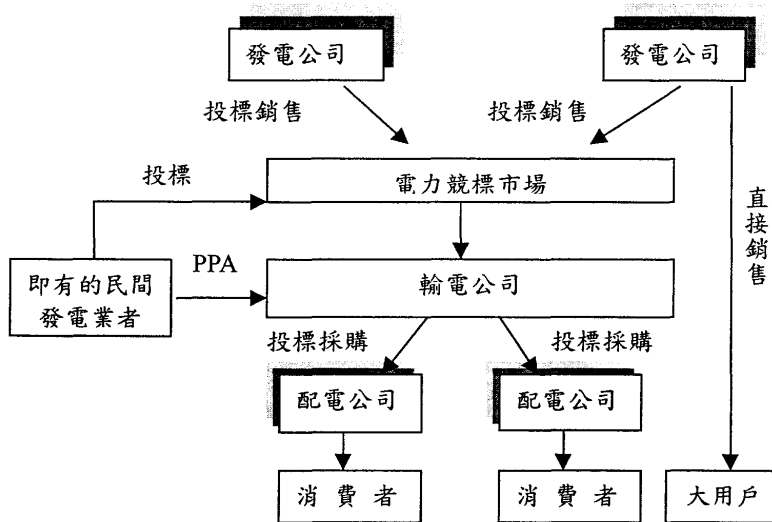 發電公司
發電公司
投標銷售
投標銷售
投標
電力競標市場
直接銷售
PPA
即有的民間
發電業者
輸電公司
投標採購
投標採購
配電公司
配電公司
消費者
消費者
大用戶